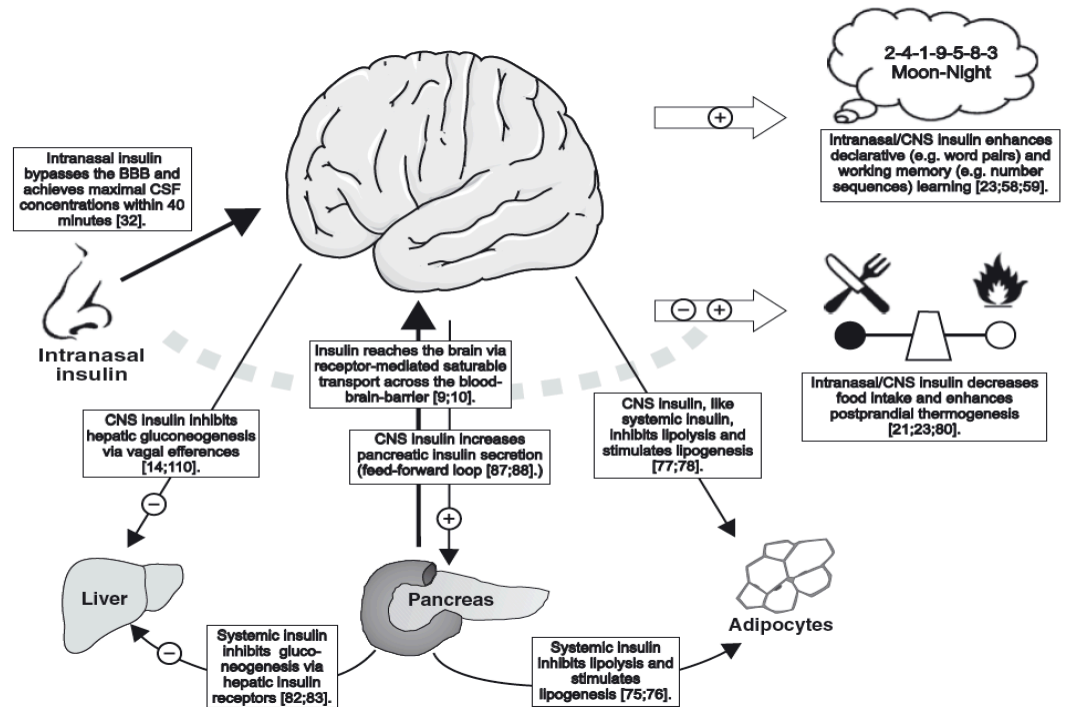 2-4-1-9-5-8-3
Moon-Night
Intranasal/CNS insulin enhances
declarative (e.g. word pairs) and
working memory (e.g. number
sequences) learning [23;58;59].
Intranasal insulin
bypasses the BBB and
achieves maximal CSF
concentrations within 40
minutes [32].
Intranasal
insulin
Insulin reaches the brain via
receptor-mediated saturable
transport across the blood-
brain-barrier [9;10].
Intranasal/CNS insulin decreases
food intake and enhances
postprandial thermogenesis
[21;23;80].
CNS insulin inhibits
hepatic gluconeogenesis
via vagal efferences
[14;110].
CNS insulin increases
pancreatic insulin secretion
(feed-forward loop [87;88].)
CNS insulin, like
systemic insulin,
inhibits lipolysis and
stimulates lipogenesis
[77;78].
Liver
Pancreas
Adipocytes
Systemic insulin
inhibits gluco-
neogenesis via
hepatic insulin
receptors [82;83].
Systemic insulin
inhibits lipolysis and
stimulates
lipogenesis [75;76].